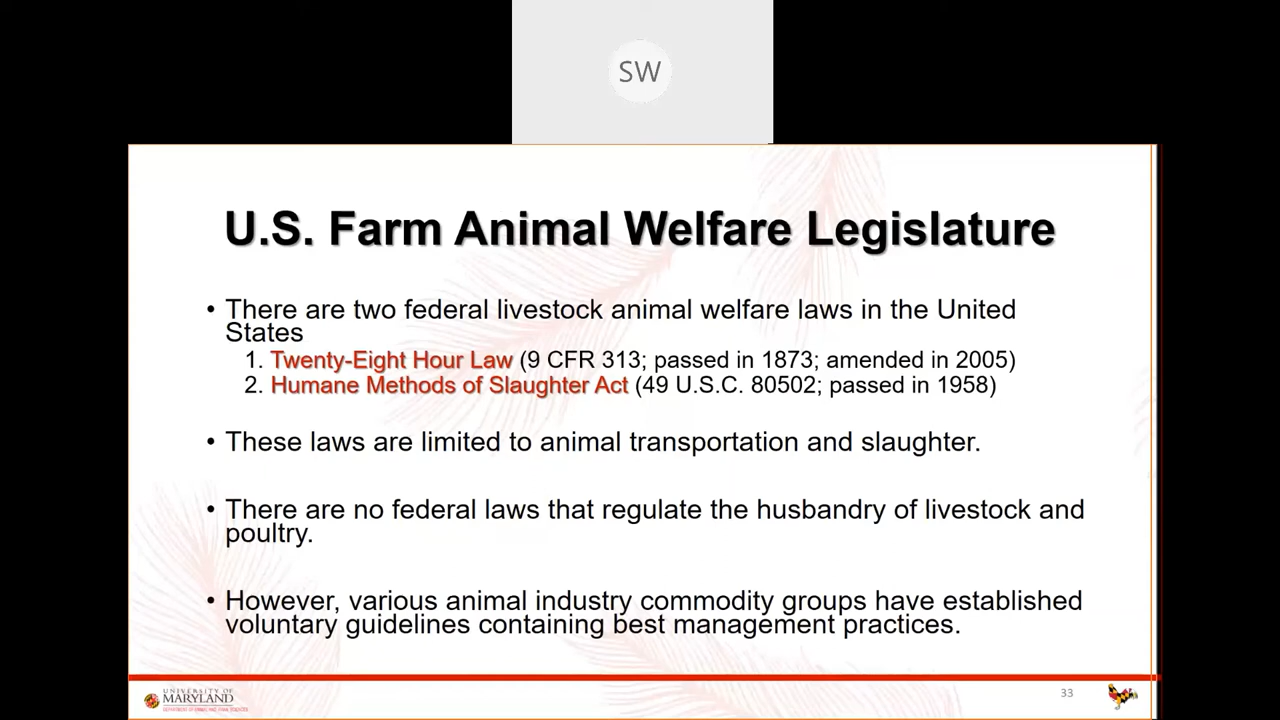 SW
U.S. Farm Animal Welfare Legislature
• There are two federal livestock animal welfare laws in the United
States
1. Twenty-Eight Hour Law (9 CFR 313; passed in 1873; amended in 2005)
2. Humane Methods of Slaughter Act (49 U.S.C. 80502; passed in 1958)
• These laws are limited to animal transportation and slaughter.
• There are no federal laws that regulate the husbandry of livestock and
poultry.
• However, various animal industry commodity groups have established
voluntary guidelines containing best management practices.
UNIVERSITY OF
MARYLAND
33